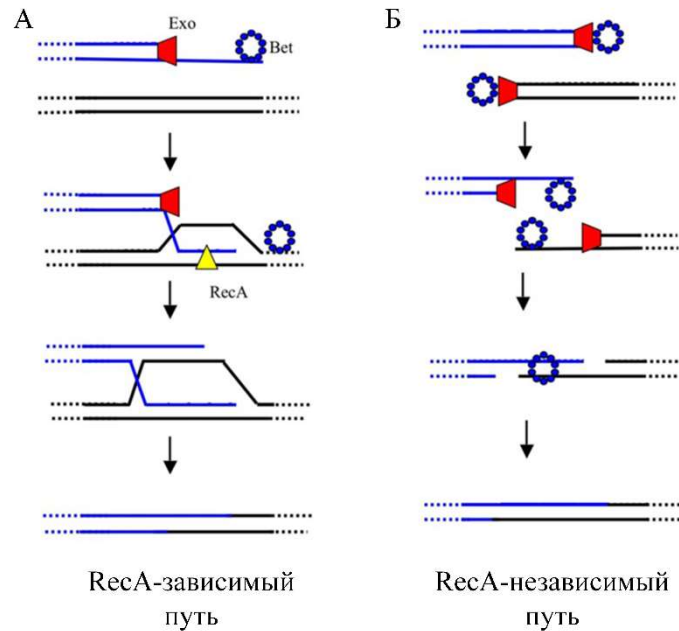 А
Б
Exo
Bet
RecA
RecA-зависимый
путь
RecA-независимый
путь